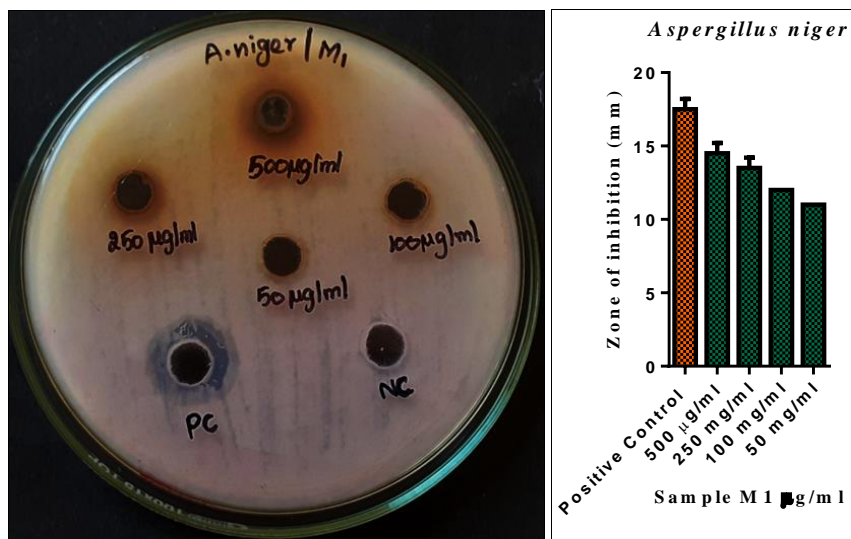 A.niger / M1
500µg/ml
250 µg/ml
100µg/ml
50 µg/ml
PC
NC
Aspergillus niger
Zone of inhibition (mm)
20
15
10
5
0
Positive Control
500 µg/ml
250 mg/ml
100 mg/ml
50 mg/ml
Sample M1 µg/ml